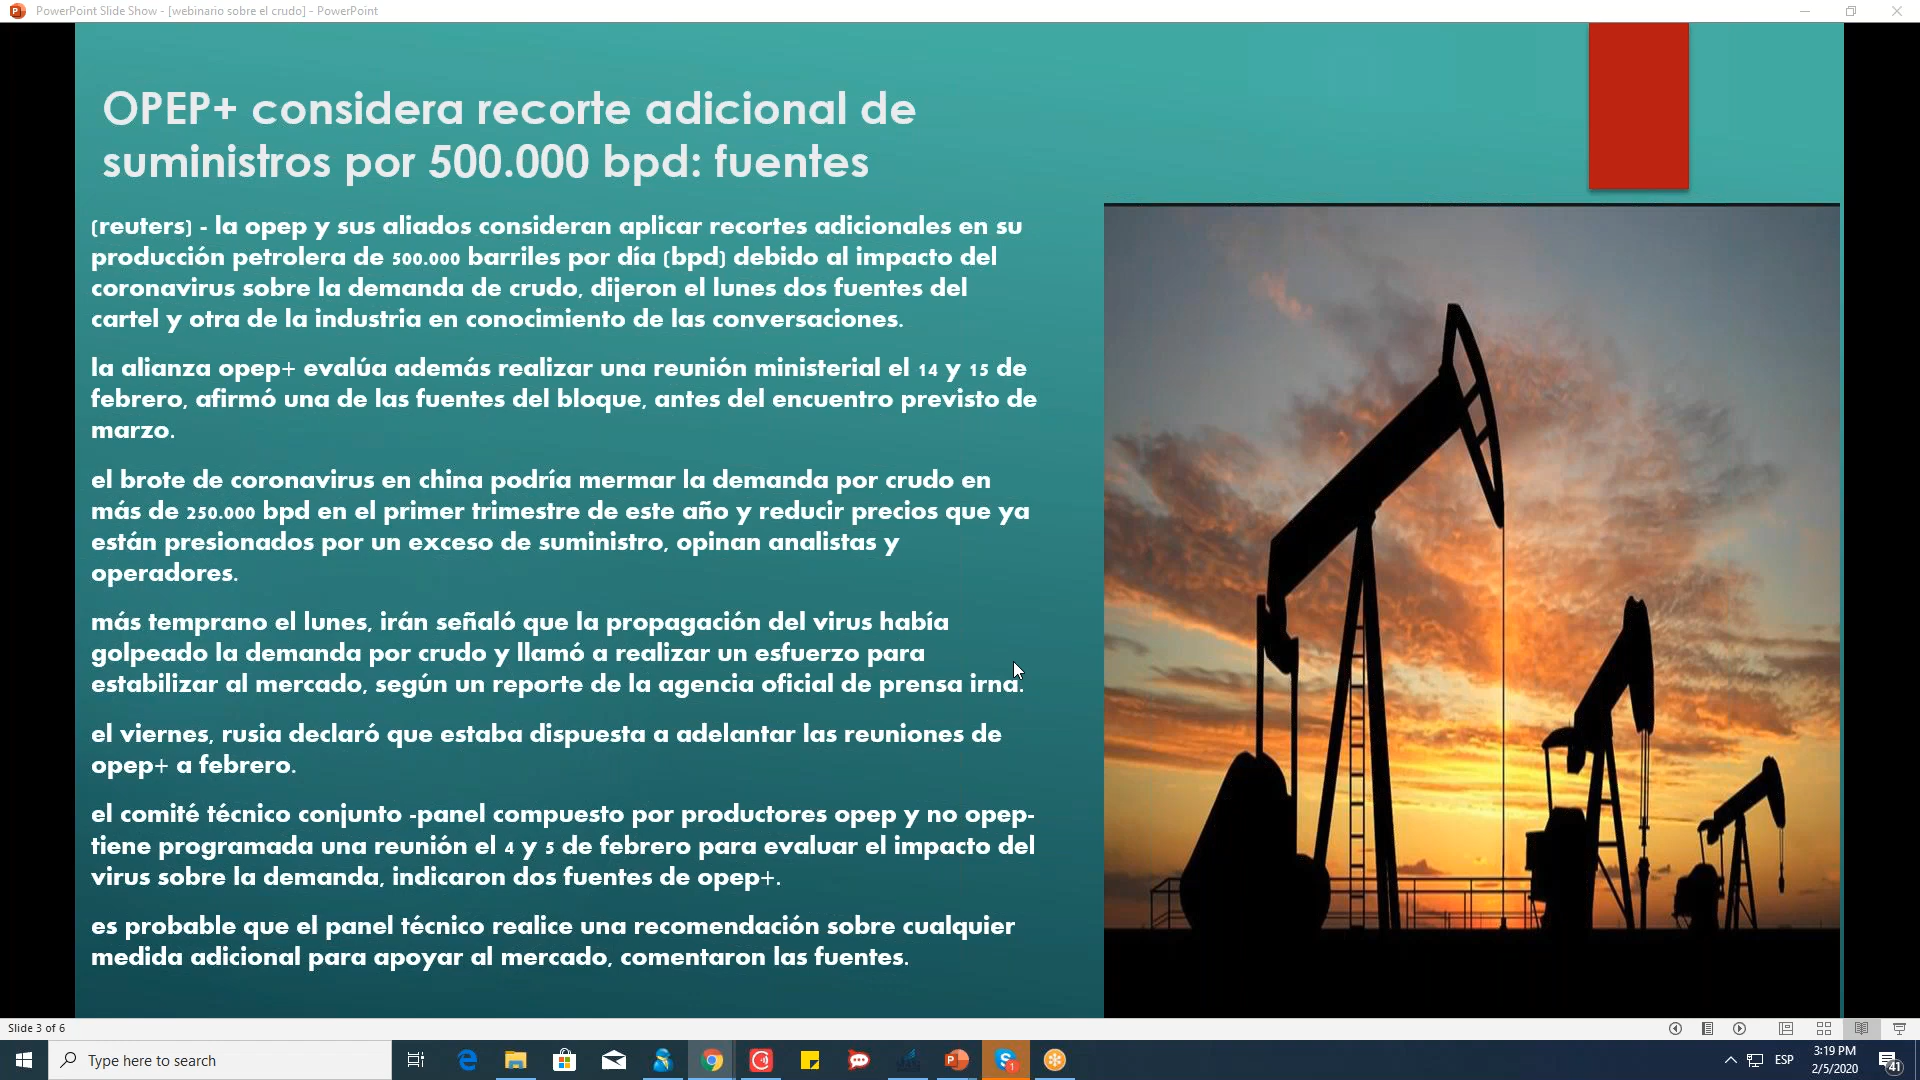 PowerPoint Slide Show - [webinario sobre el crudo] - PowerPoint
OPEP+ considera recorte adicional de
suministros por 500.000 bpd: fuentes
(reuters) - la opep y sus aliados consideran aplicar recortes adicionales en su
producción petrolera de 500.000 barriles por día (bpd) debido al impacto del
coronavirus sobre la demanda de crudo, dijeron el lunes dos fuentes del
cartel y otra de la industria en conocimiento de las conversaciones.
la alianza opep+ evalúa además realizar una reunión ministerial el 14 y 15 de
febrero, afirmó una de las fuentes del bloque, antes del encuentro previsto de
marzo.
el brote de coronavirus en china podría mermar la demanda por crudo en
más de 250.000 bpd en el primer trimestre de este año y reducir precios que ya
están presionados por un exceso de suministro, opinan analistas y
operadores.
más temprano el lunes, irán señaló que la propagación del virus había
golpeado la demanda por crudo y llamó a realizar un esfuerzo para
estabilizar al mercado, según un reporte de la agencia oficial de prensa irna.
el viernes, rusia declaró que estaba dispuesta a adelantar las reuniones de
opep+ a febrero.
el comité técnico conjunto -panel compuesto por productores opep y no opep-
tiene programada una reunión el 4 y 5 de febrero para evaluar el impacto del
virus sobre la demanda, indicaron dos fuentes de opep+.
es probable que el panel técnico realice una recomendación sobre cualquier
medida adicional para apoyar al mercado, comentaron las fuentes.
Slide 3 of 6
Type here to search
1
ESP
3:19 PM
2/5/2020
41